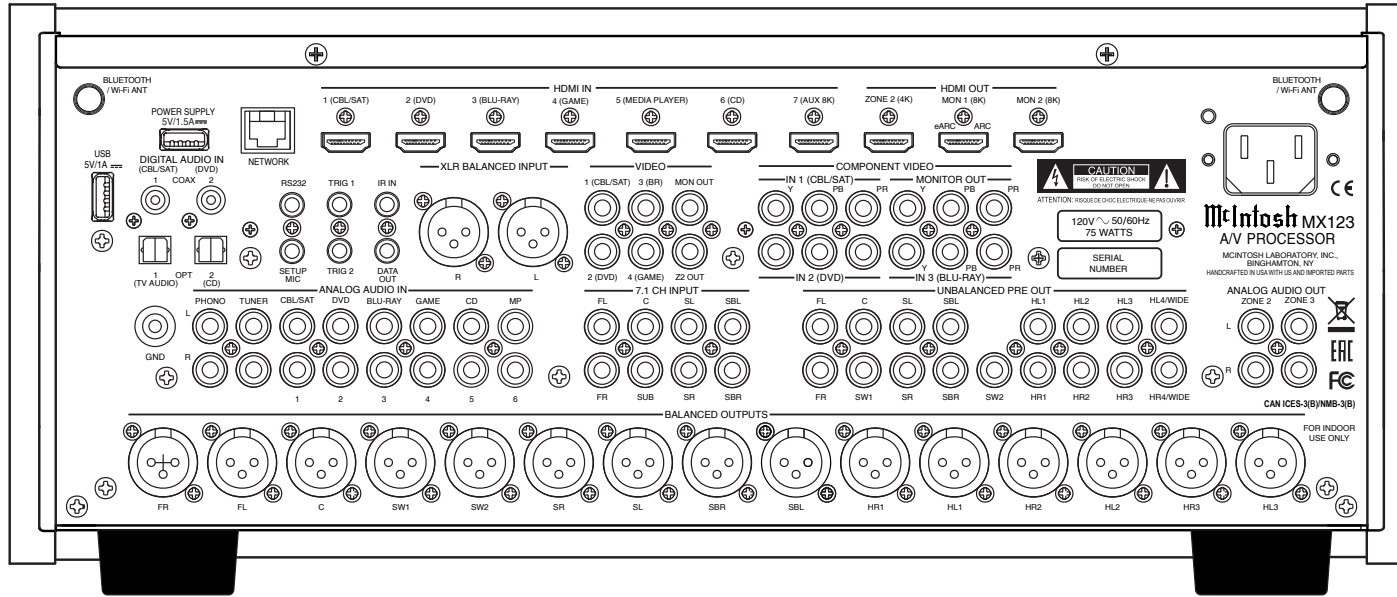 BLUETOOTH
/ Wi-Fi ANT
HDMI IN
HDMI OUT
BLUETOOTH
/ Wi-Fi ANT
1 (CBL/SAT)
2 (DVD)
3 (BLU-RAY)
4 (GAME)
5 (MEDIA PLAYER)
6 (CD)
7 (AUX 8K)
ZONE 2 (4K)
MON 1 (8K)
MON 2 (8K)
eARC
ARC
POWER SUPPLY
5V/1.5A
USB
5V/1A
NETWORK
DIGITAL AUDIO IN
(CBL/SAT)
(DVD)
1 COAX 2
1 OPT 2
(TV AUDIO)
(CD)
RS232
TRIG 1
IR IN
SETUP
MIC
TRIG 2
DATA
OUT
XLR BALANCED INPUT
R
L
VIDEO
1 (CBL/SAT)
3 (BR)
MON OUT
2 (DVD)
4 (GAME)
Z2 OUT
COMPONENT VIDEO
IN 1 (CBL/SAT)
MONITOR OUT
Y
PB
PR
Y
PB
PR
Y
PB
PR
IN 2 (DVD)
IN 3 (BLU-RAY)
CAUTION
RISK OF ELECTRIC SHOCK
DO NOT OPEN
ATTENTION: RISQUE DE CHOC ELECTRIQUE-NE PAS OUVRIR
120V ~ 50/60Hz
75 WATTS
SERIAL
NUMBER
CE
McIntosh MX123
A/V PROCESSOR
MCINTOSH LABORATORY, INC.,
BINGHAMTON, NY
HANDCRAFTED IN USA WITH US AND IMPORTED PARTS
ANALOG AUDIO IN
PHONO
TUNER
CBL/SAT
DVD
BLU-RAY
GAME
CD
MP
L
R
GND
1
2
3
4
5
6
7.1 CH INPUT
FL
C
SL
SBL
FR
SUB
SR
SBR
UNBALANCED PRE OUT
FL
C
SL
SBL
HL1
HL2
HL3
HL4/WIDE
FR
SW1
SR
SBR
SW2
HR1
HR2
HR3
HR4/WIDE
ANALOG AUDIO OUT
ZONE 2
ZONE 3
L
R
EAC
FC
CAN ICES-3(B)/NMB-3(B)
BALANCED OUTPUTS
FOR INDOOR
USE ONLY
FR
FL
C
SW1
SW2
SR
SL
SBR
SBL
HR1
HL1
HR2
HL2
HR3
HL3